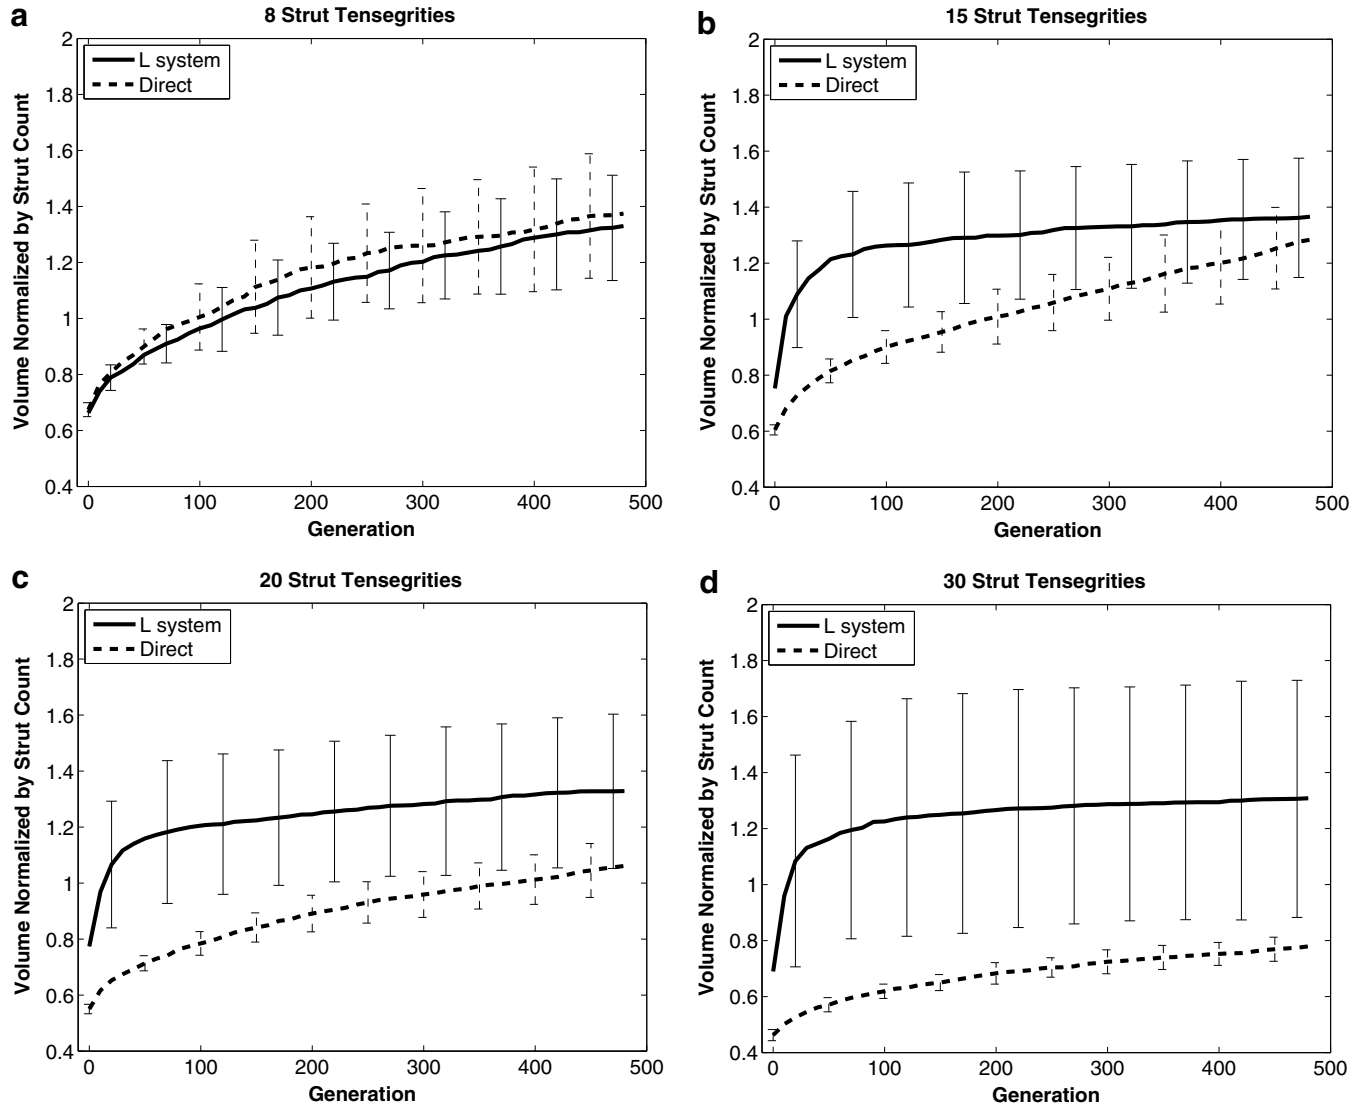 a
8 Strut Tensegrities
2
1.8
1.6
1.4
1.2
1
0.8
0.6
0.4
Volume Normalized by Strut Count
L system
Direct
0 100 200 300 400 500
Generation
b
15 Strut Tensegrities
2
1.8
1.6
1.4
1.2
1
0.8
0.6
0.4
Volume Normalized by Strut Count
L system
Direct
0 100 200 300 400 500
Generation
c
20 Strut Tensegrities
2
1.8
1.6
1.4
1.2
1
0.8
0.6
0.4
Volume Normalized by Strut Count
L system
Direct
0 100 200 300 400 500
Generation
d
30 Strut Tensegrities
2
1.8
1.6
1.4
1.2
1
0.8
0.6
0.4
Volume Normalized by Strut Count
L system
Direct
0 100 200 300 400 500
Generation